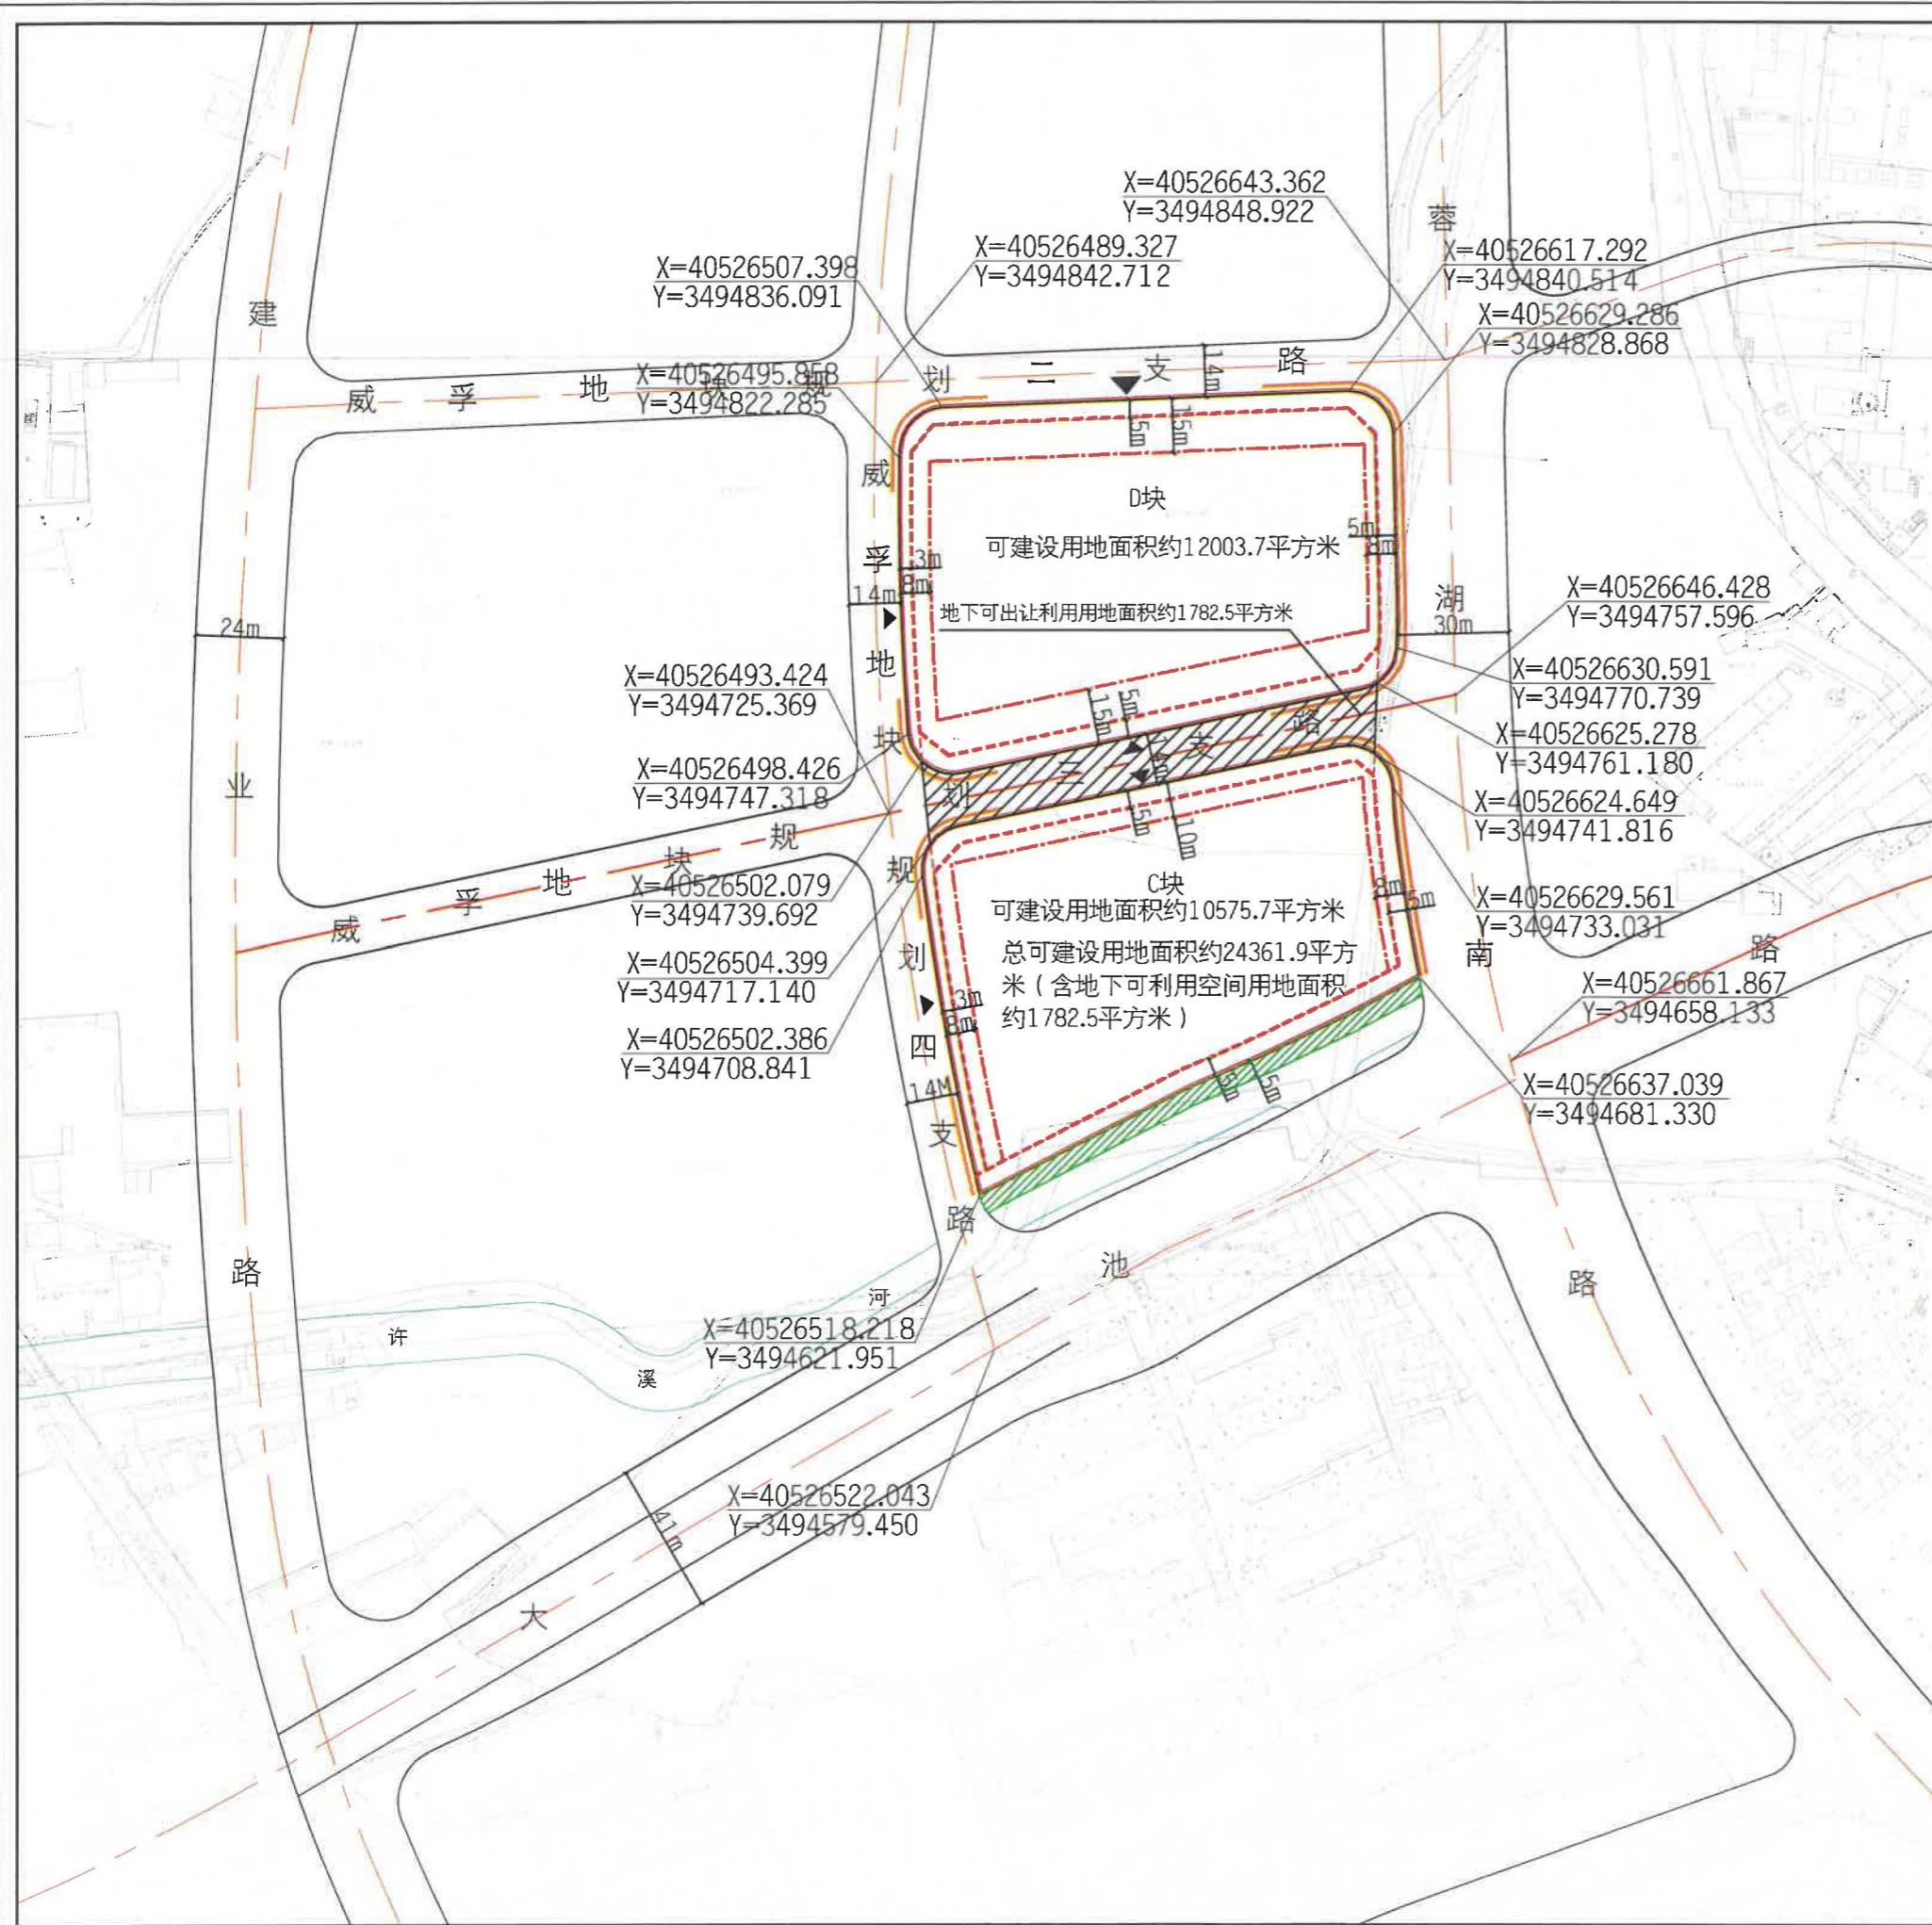 X=40526643.362
Y=3494848.922
蓉
X=40526489.327
Y=3494842.712
X=40526617.292
Y=3494840.514
X=40526507.398
Y=3494836.091
X=40526629.286
Y=3494828.868
建
威孚地块规划二支路
14m
X=40526495.858
Y=3494822.285
5m
15m
威
D块
可建设用地面积约12003.7平方米
5m
8m
孚
3m
8m
14m
地下可出让利用用地面积约1782.5平方米
湖
30m
X=40526646.428
Y=3494757.596
24m
地
X=40526493.424
Y=3494725.369
X=40526630.591
Y=3494770.739
5m
15m
块
X=40526625.278
Y=3494761.180
X=40526498.426
Y=3494747.318
业
威孚地块规划三支路
14m
X=40526624.649
Y=3494741.816
5m
10m
规
X=40526502.079
Y=3494739.692
C块
可建设用地面积约10575.7平方米
8m
5m
X=40526629.561
Y=3494733.031
总可建设用地面积约24361.9平方
米（含地下可利用空间用地面积
约1782.5平方米）
划
南
路
X=40526504.399
Y=3494717.140
X=40526661.867
Y=3494658.133
3m
8m
X=40526502.386
Y=3494708.841
四
14M
5m
5m
X=40526637.039
Y=3494681.330
支
路
池
路
路
河
许
溪
X=40526518.218
Y=3494621.951
X=40526522.043
Y=3494579.450
41m
大